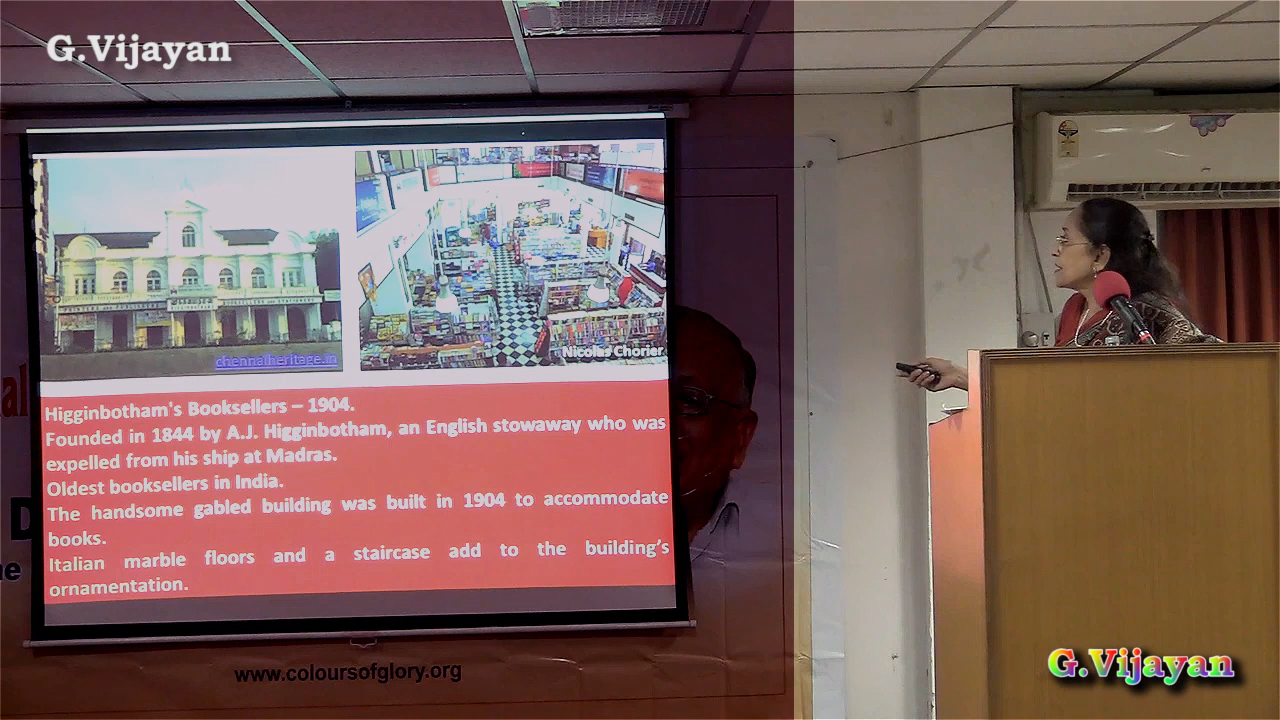 G.Vijayan
chennaiheritage.in
Nicolas Chorier
Higginbotham's Booksellers – 1904.
Founded in 1844 by A.J. Higginbotham, an English stowaway who was
expelled from his ship at Madras.
Oldest booksellers in India.
The handsome gabled building was built in 1904 to accommodate
books.
Italian marble floors and a staircase add to the building's
ornamentation.
www.coloursofglory.org
G.Vijayan